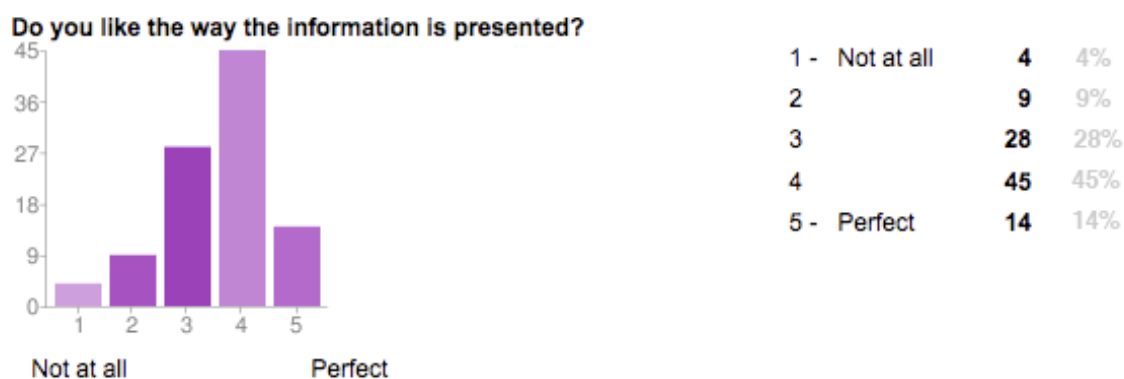 Do you like the way the information is presented?
45
36
27
18
9
0
1 2 3 4 5
Not at all Perfect
1 - Not at all 4 4%
2 9 9%
3 28 28%
4 45 45%
5 - Perfect 14 14%